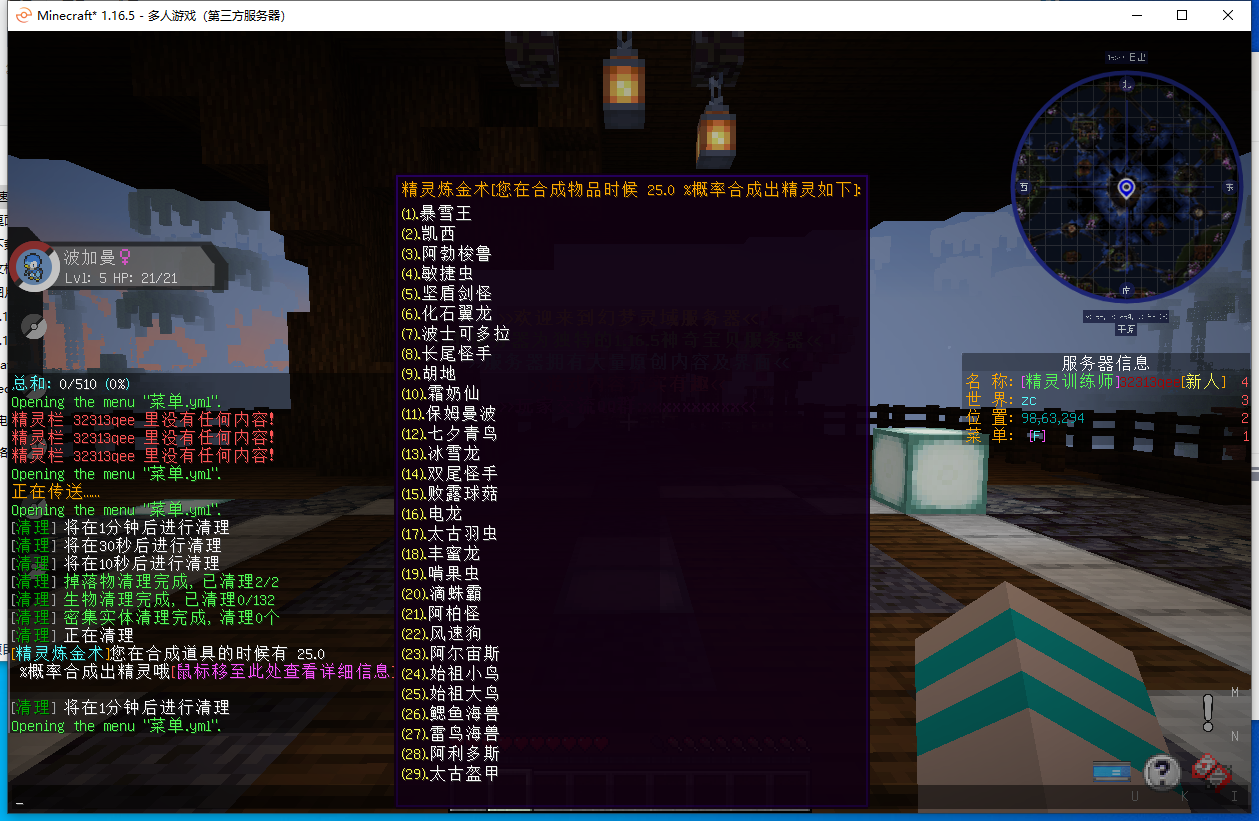 Minecraft* 1.16.5 - 多人游戏（第三方服务器）
北
西
东
南
波加曼♀
Lvl: 5 HP: 21/21
总和: 0/510 (0%)
Opening the menu "菜单.yml".
精灵栏 32313qee 里没有任何内容!
精灵栏 32313qee 里没有任何内容!
精灵栏 32313qee 里没有任何内容!
Opening the menu "菜单.yml".
正在传送……
Opening the menu "菜单.yml".
[清理] 将在1分钟后进行清理
[清理] 将在30秒后进行清理
[清理] 将在10秒后进行清理
[清理] 掉落物清理完成, 已清理2/2
[清理] 生物清理完成, 已清理0/132
[清理] 密集实体清理完成, 清理0个
[清理] 正在清理
[精灵炼金术]您在合成道具的时候有 25.0
%概率合成出精灵哦[鼠标移至此处查看详细信息]
[清理] 将在1分钟后进行清理
Opening the menu "菜单.yml".
精灵炼金术[您在合成物品时候 25.0 %概率合成出精灵如下]:
(1).暴雪王
(2).凯西
(3).阿勃梭鲁
(4).敏捷虫
(5).坚盾剑怪
(6).化石翼龙
(7).波士可多拉
(8).长尾怪手
(9).胡地
(10).霜奶仙
(11).保姆曼波
(12).七夕青鸟
(13).冰雪龙
(14).双尾怪手
(15).败露球菇
(16).电龙
(17).太古羽虫
(18).丰蜜龙
(19).啃果虫
(20).滴蛛霸
(21).阿柏怪
(22).风速狗
(23).阿尔宙斯
(24).始祖小鸟
(25).始祖大鸟
(26).鳃鱼海兽
(27).雷鸟海兽
(28).阿利多斯
(29).太古盔甲
服务器信息
名 称: [精灵训练师]32313qee[新人] 4
世 界: zc 3
位 置: 98,63,294 2
菜 单: [F] 1
M
N
U
K
I